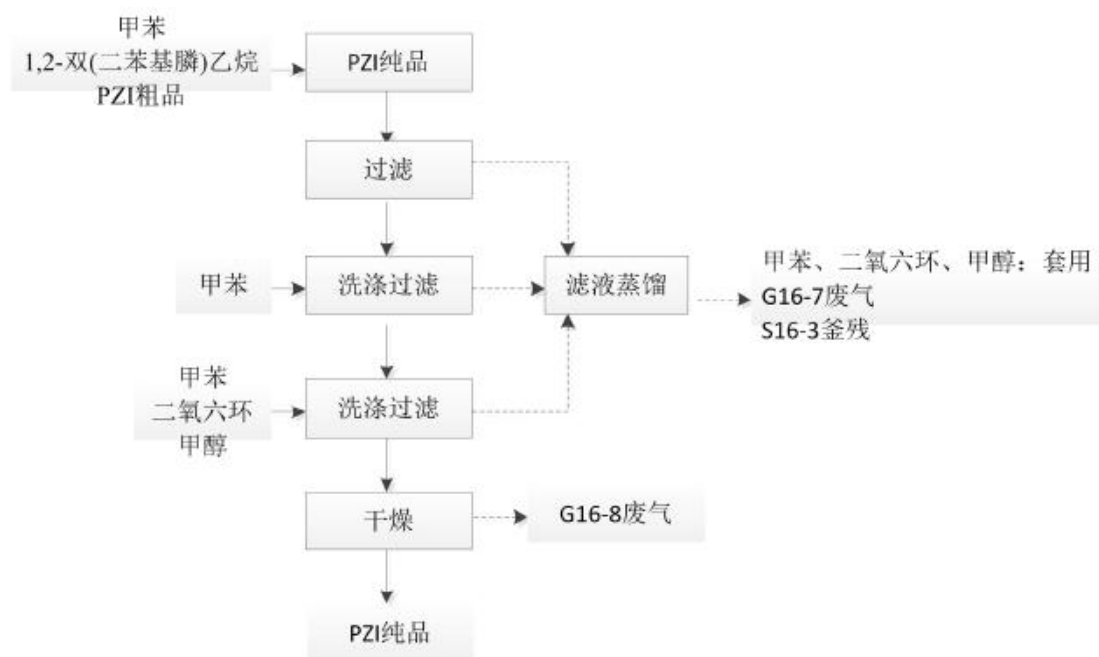 甲苯
1,2-双(二苯基膦)乙烷
PZI粗品
PZI纯品
过滤
甲苯
洗涤过滤
滤液蒸馏
甲苯、二氧六环、甲醇：套用
G16-7废气
S16-3釜残
甲苯
二氧六环
甲醇
洗涤过滤
干燥
G16-8废气
PZI纯品